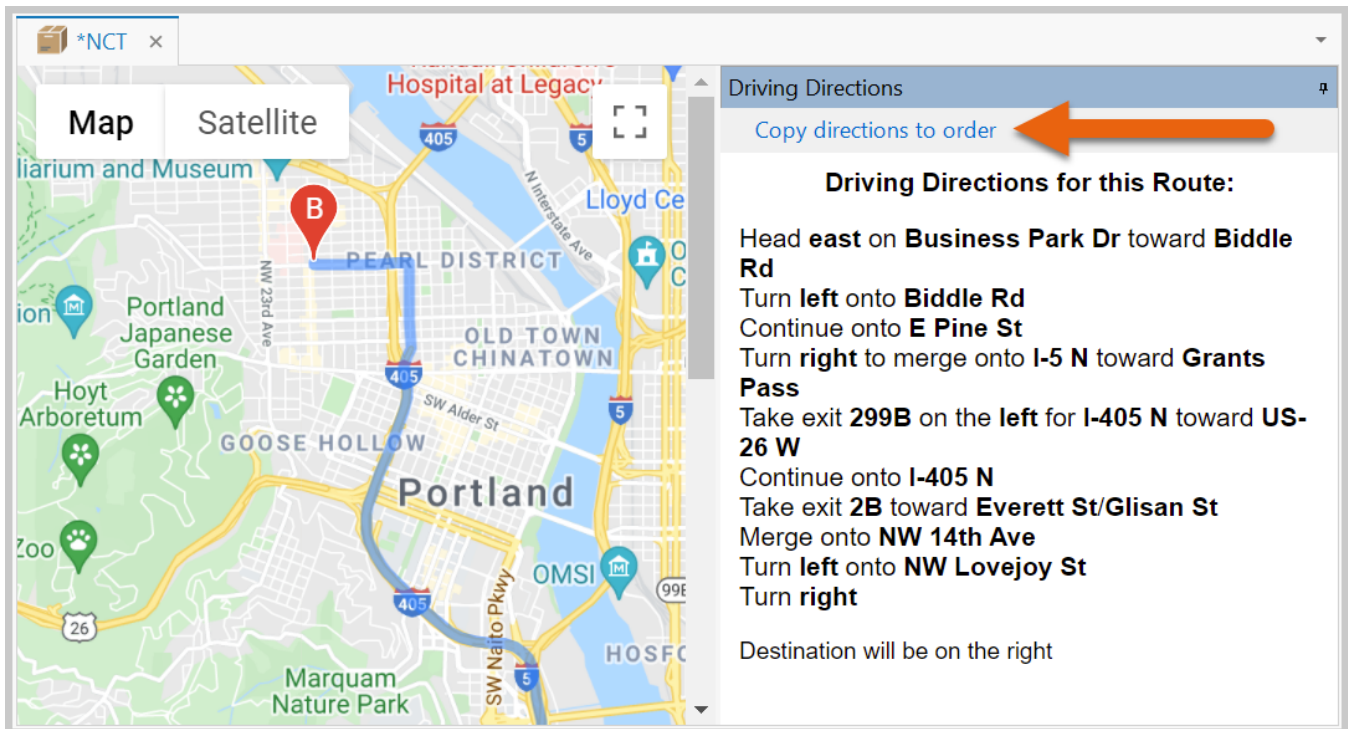 *NCT
Map
Satellite
Hospital at Legacy
liarium and Museum
405
5
N Interstate Ave
Lloyd Ce
B
PEARL DISTRICT
O
C
NW 23rd Ave
ion
Portland
Japanese
Garden
OLD TOWN
CHINATOWN
405
Hoyt
Arboretum
SW Alder St
5
GOOSE HOLLOW
Portland
Zoo
OMSI
99E
405
26
SW Naito Pkwy
HOSFO
5
Marquam
Nature Park
Driving Directions
Copy directions to order
Driving Directions for this Route:
Head east on Business Park Dr toward Biddle
Rd
Turn left onto Biddle Rd
Continue onto E Pine St
Turn right to merge onto I-5 N toward Grants
Pass
Take exit 299B on the left for I-405 N toward US-
26 W
Continue onto I-405 N
Take exit 2B toward Everett St/Glisan St
Merge onto NW 14th Ave
Turn left onto NW Lovejoy St
Turn right
Destination will be on the right